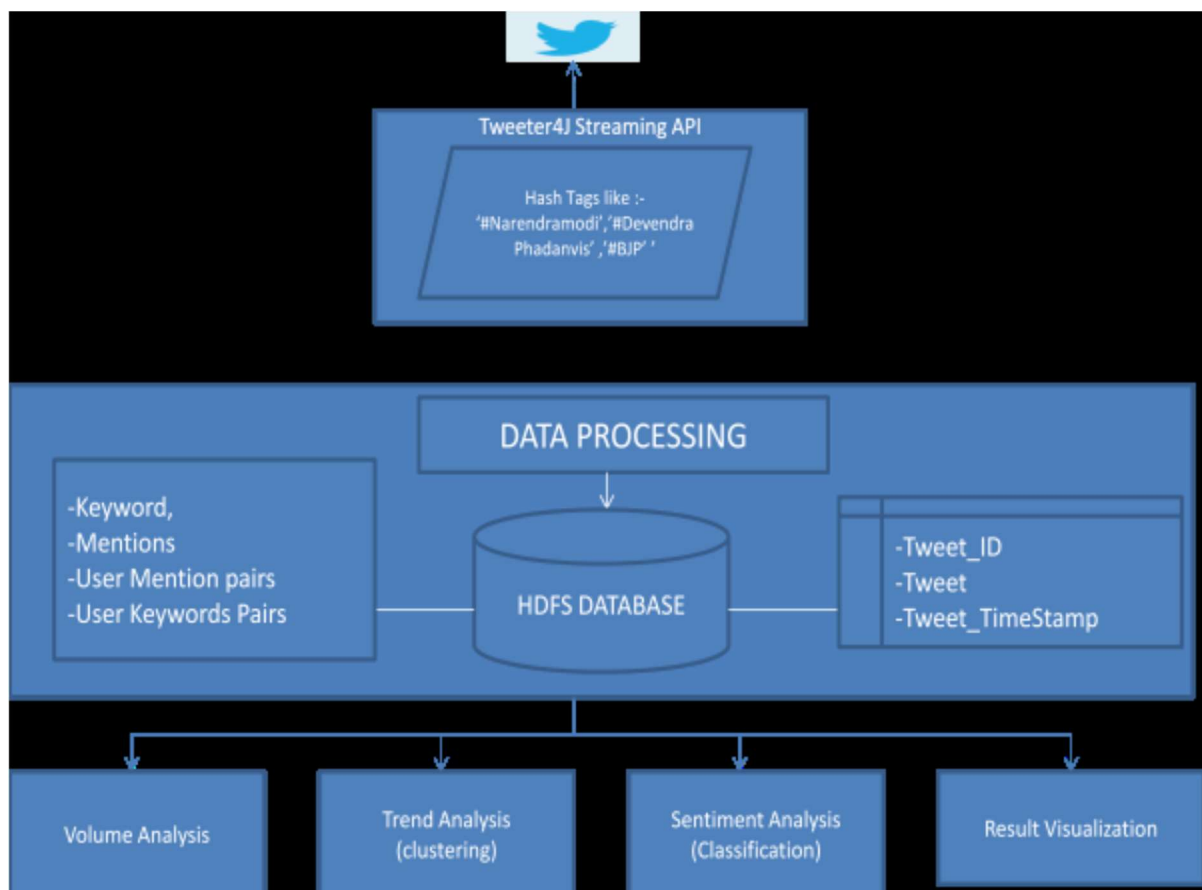 Tweeter4J Streaming API
Hash Tags like :-
‘#Narendramodi’,’#Devendra
Phadanvis’ ,’#BJP’ ’
DATA PROCESSING
-Keyword,
-Mentions
-User Mention pairs
-User Keywords Pairs
HDFS DATABASE
-Tweet_ID
-Tweet
-Tweet_TimeStamp
Volume Analysis
Trend Analysis
(clustering)
Sentiment Analysis
(Classification)
Result Visualization